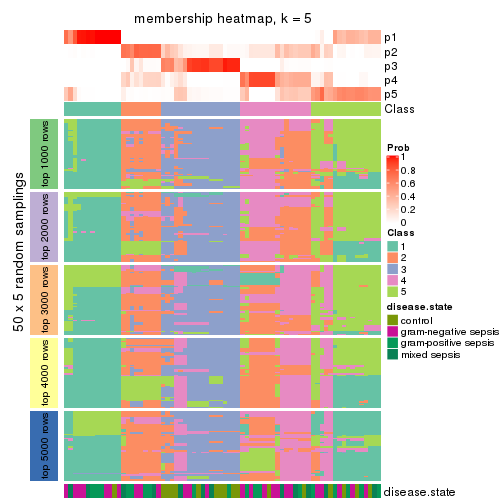 membership heatmap, k = 5
p1
p2
p3
p4
p5
Class
50 x 5 random samplings
top 1000 rows
top 2000 rows
top 3000 rows
top 4000 rows
top 5000 rows
disease.state
Prob
1
0.8
0.6
0.4
0.2
0
Class
1
2
3
4
5
disease.state
control
gram-negative sepsis
gram-positive sepsis
mixed sepsis